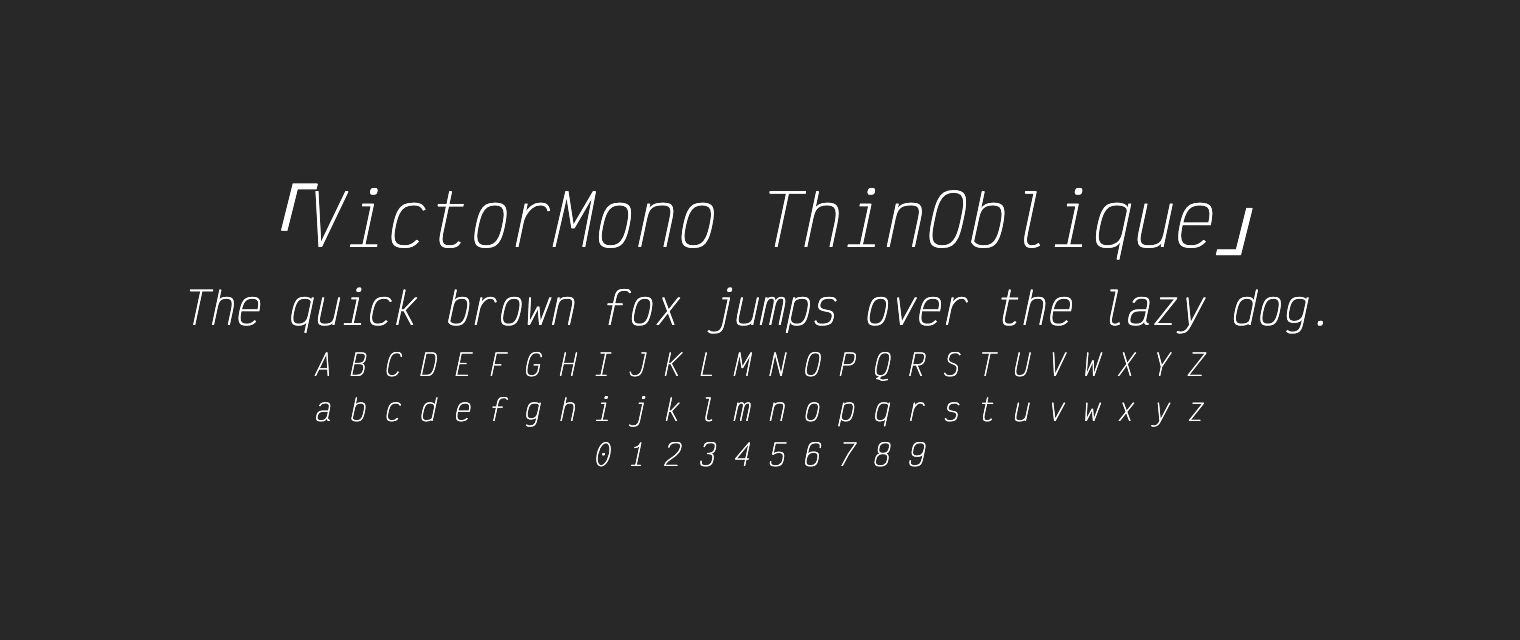 「VictorMono ThinOblique」
The quick brown fox jumps over the lazy dog.
A B C D E F G H I J K L M N O P Q R S T U V W X Y Z
a b c d e f g h i j k l m n o p q r s t u v w x y z
0 1 2 3 4 5 6 7 8 9